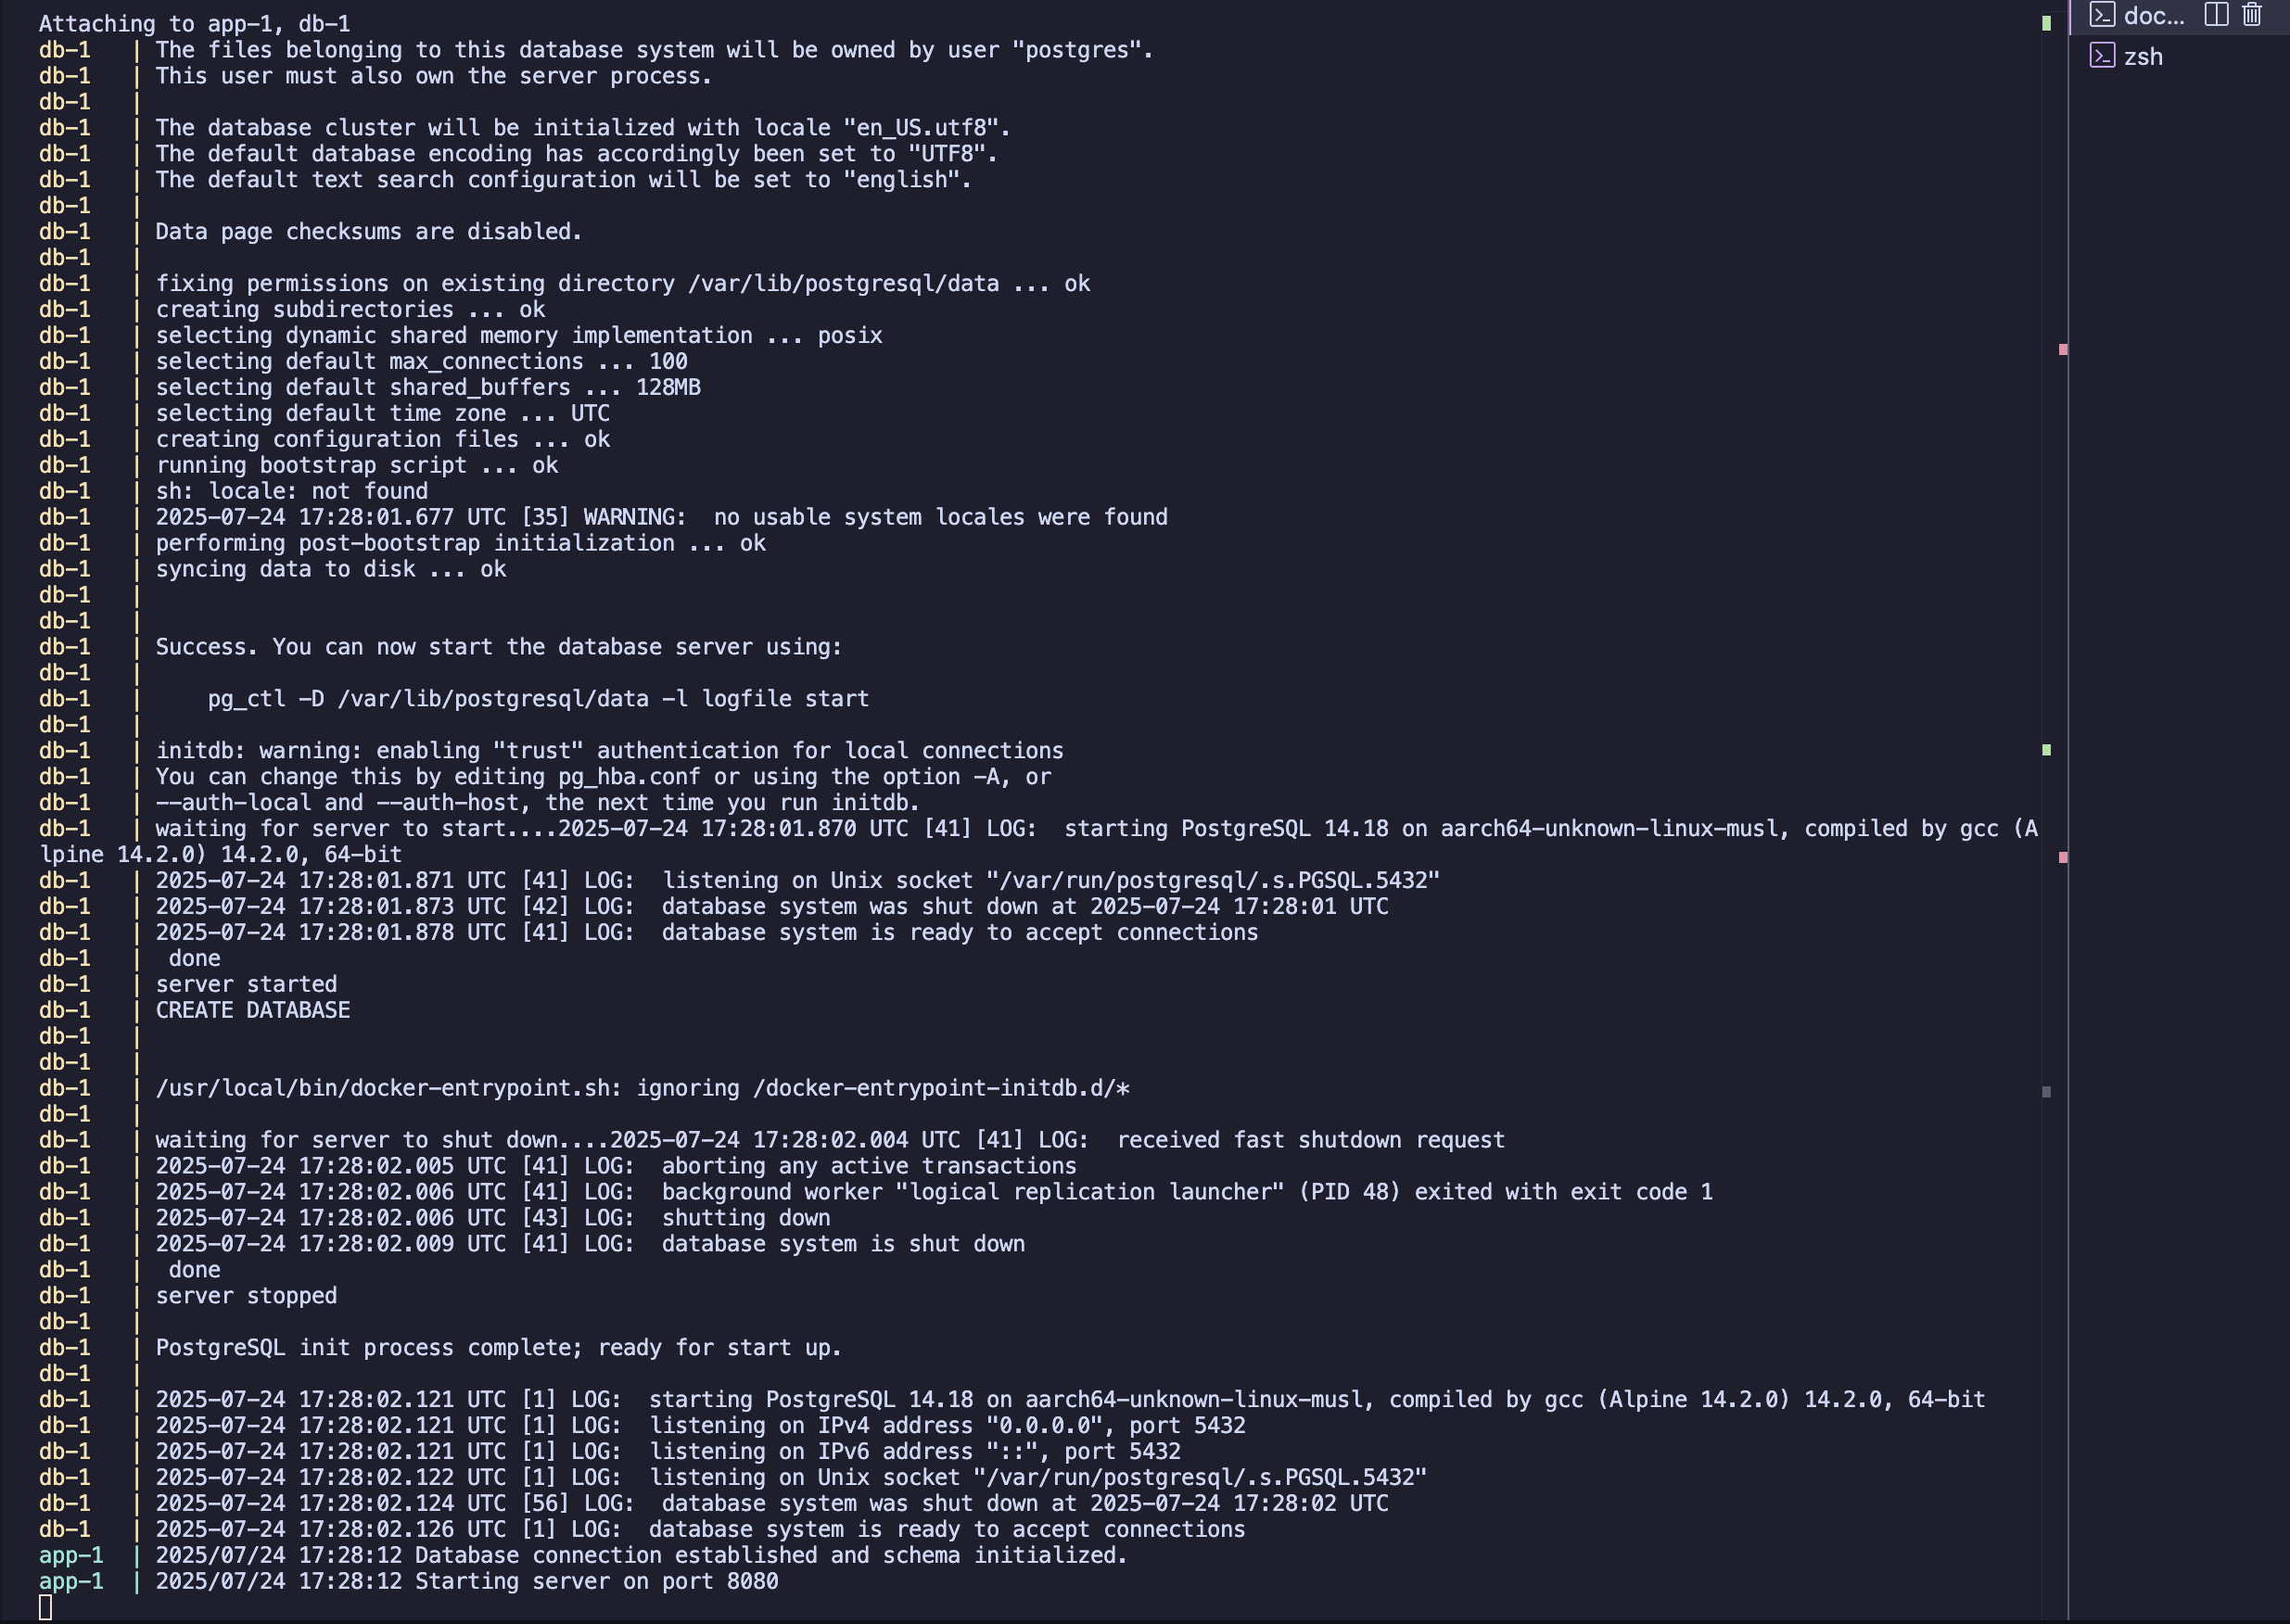 Attaching to app-1, db-1
db-1   | The files belonging to this database system will be owned by user "postgres".
db-1   | This user must also own the server process.
db-1   |
db-1   | The database cluster will be initialized with locale "en_US.utf8".
db-1   | The default database encoding has accordingly been set to "UTF8".
db-1   | The default text search configuration will be set to "english".
db-1   |
db-1   | Data page checksums are disabled.
db-1   |
db-1   | fixing permissions on existing directory /var/lib/postgresql/data ... ok
db-1   | creating subdirectories ... ok
db-1   | selecting dynamic shared memory implementation ... posix
db-1   | selecting default max_connections ... 100
db-1   | selecting default shared_buffers ... 128MB
db-1   | selecting default time zone ... UTC
db-1   | creating configuration files ... ok
db-1   | running bootstrap script ... ok
db-1   | sh: locale: not found
db-1   | 2025-07-24 17:28:01.677 UTC [35] WARNING:  no usable system locales were found
db-1   | performing post-bootstrap initialization ... ok
db-1   | syncing data to disk ... ok
db-1   |
db-1   |
db-1   | Success. You can now start the database server using:
db-1   |
db-1   |     pg_ctl -D /var/lib/postgresql/data -l logfile start
db-1   |
db-1   | initdb: warning: enabling "trust" authentication for local connections
db-1   | You can change this by editing pg_hba.conf or using the option -A, or
db-1   | --auth-local and --auth-host, the next time you run initdb.
db-1   | waiting for server to start....2025-07-24 17:28:01.870 UTC [41] LOG:  starting PostgreSQL 14.18 on aarch64-unknown-linux-musl, compiled by gcc (A
lpine 14.2.0) 14.2.0, 64-bit
db-1   | 2025-07-24 17:28:01.871 UTC [41] LOG:  listening on Unix socket "/var/run/postgresql/.s.PGSQL.5432"
db-1   | 2025-07-24 17:28:01.873 UTC [42] LOG:  database system was shut down at 2025-07-24 17:28:01 UTC
db-1   | 2025-07-24 17:28:01.878 UTC [41] LOG:  database system is ready to accept connections
db-1   |  done
db-1   | server started
db-1   | CREATE DATABASE
db-1   |
db-1   |
db-1   | /usr/local/bin/docker-entrypoint.sh: ignoring /docker-entrypoint-initdb.d/*
db-1   |
db-1   | waiting for server to shut down....2025-07-24 17:28:02.004 UTC [41] LOG:  received fast shutdown request
db-1   | 2025-07-24 17:28:02.005 UTC [41] LOG:  aborting any active transactions
db-1   | 2025-07-24 17:28:02.006 UTC [41] LOG:  background worker "logical replication launcher" (PID 48) exited with exit code 1
db-1   | 2025-07-24 17:28:02.006 UTC [43] LOG:  shutting down
db-1   | 2025-07-24 17:28:02.009 UTC [41] LOG:  database system is shut down
db-1   |  done
db-1   | server stopped
db-1   |
db-1   | PostgreSQL init process complete; ready for start up.
db-1   |
db-1   | 2025-07-24 17:28:02.121 UTC [1] LOG:  starting PostgreSQL 14.18 on aarch64-unknown-linux-musl, compiled by gcc (Alpine 14.2.0) 14.2.0, 64-bit
db-1   | 2025-07-24 17:28:02.121 UTC [1] LOG:  listening on IPv4 address "0.0.0.0", port 5432
db-1   | 2025-07-24 17:28:02.121 UTC [1] LOG:  listening on IPv6 address "::", port 5432
db-1   | 2025-07-24 17:28:02.122 UTC [1] LOG:  listening on Unix socket "/var/run/postgresql/.s.PGSQL.5432"
db-1   | 2025-07-24 17:28:02.124 UTC [56] LOG:  database system was shut down at 2025-07-24 17:28:02 UTC
db-1   | 2025-07-24 17:28:02.126 UTC [1] LOG:  database system is ready to accept connections
app-1  | 2025/07/24 17:28:12 Database connection established and schema initialized.
app-1  | 2025/07/24 17:28:12 Starting server on port 8080
doc...
zsh